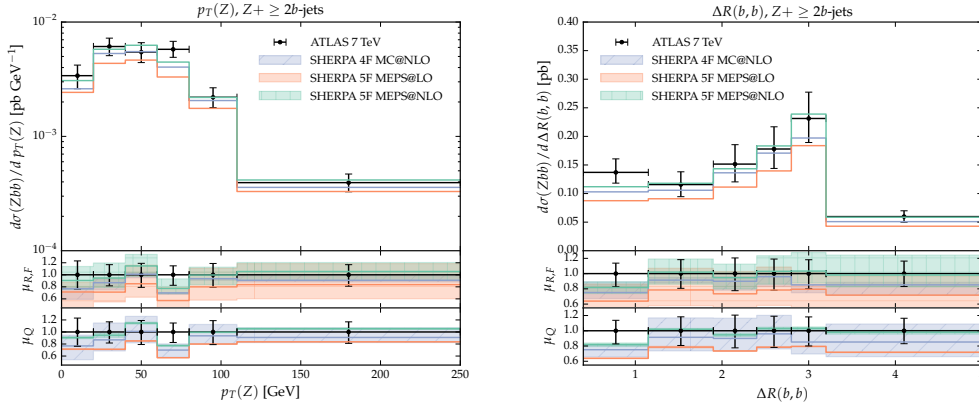 p_T(Z), Z+ ≥ 2b-jets
10^−2
10^−3
10^−4
dσ(Zbb)/d p_T(Z) [pb GeV^−1]
ATLAS 7 TeV
SHERPA 4F MC@NLO
SHERPA 5F MEPS@LO
SHERPA 5F MEPS@NLO
μ_R,F
1.2
1.0
0.8
0.6
μ_Q
1.2
1.0
0.8
0.6
0 50 100 150 200 250
p_T(Z) [GeV]
ΔR(b, b), Z+ ≥ 2b-jets
0.40
0.35
0.30
0.25
0.20
0.15
0.10
0.05
0.00
dσ(Zbb)/d ΔR(b, b) [pb]
ATLAS 7 TeV
SHERPA 4F MC@NLO
SHERPA 5F MEPS@LO
SHERPA 5F MEPS@NLO
μ_R,F
1.2
1.0
0.8
0.6
μ_Q
1.2
1.0
0.8
0.6
1 2 3 4
ΔR(b, b)